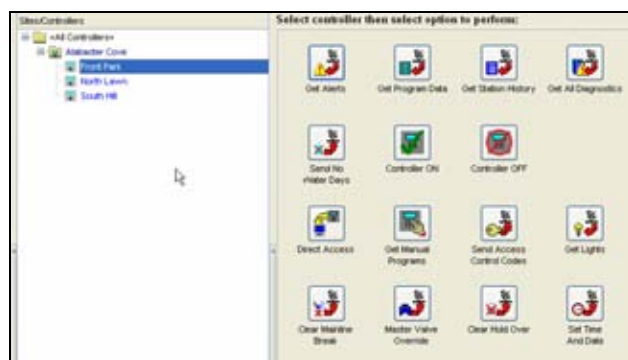 Sites/Controllers
<All Controllers>
Alabaster Cove
Front Park
North Lawn
South Hill
Select controller then select option to perform:
Get Alerts
Get Program Data
Get Station History
Get All Diagnostics
Send No
Water Days
Controller ON
Controller OFF
Direct Access
Get Manual
Programs
Send Access
Control Codes
Get Lights
Clear Mainline
Break
Master Valve
Override
Clear Hold Over
Set Time
And Date